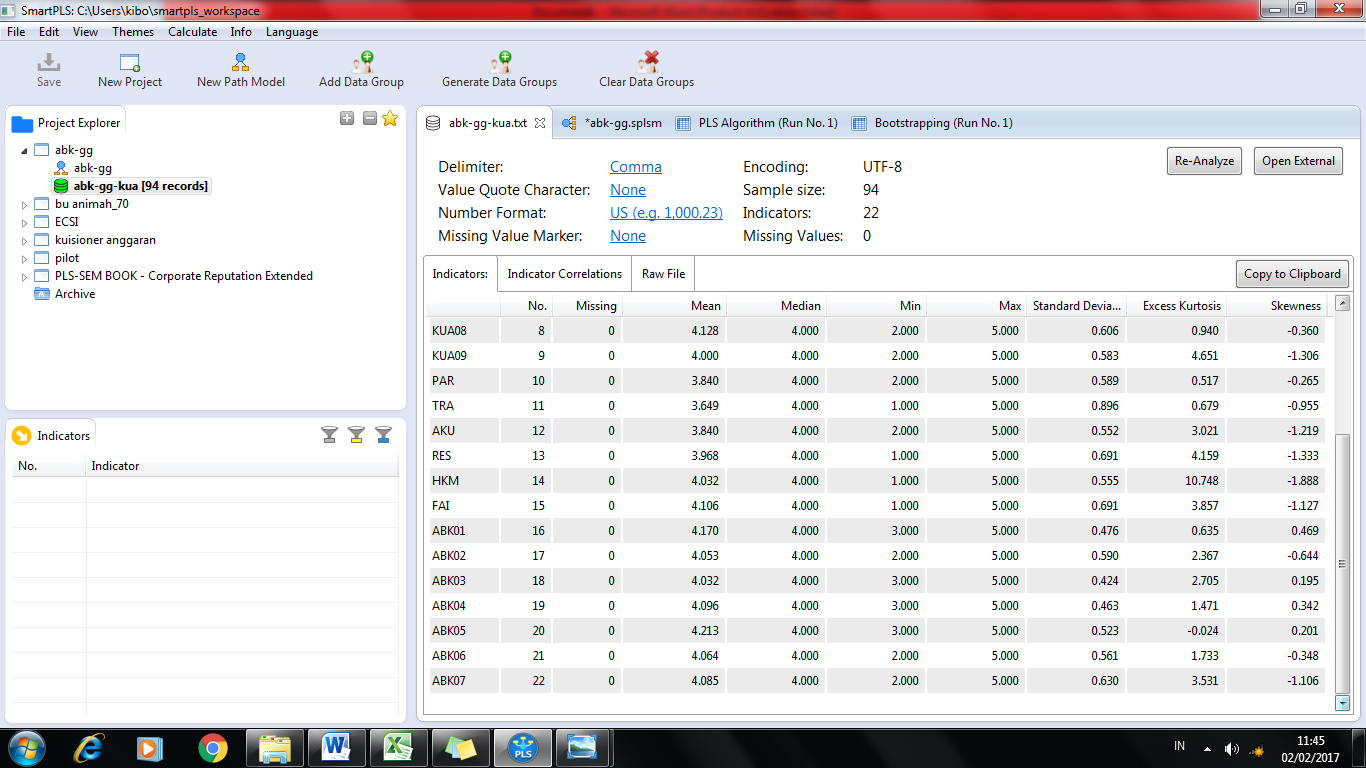 SmartPLS: C:\Users\kibo\smartpls_workspace
File Edit View Themes Calculate Info Language
Save New Project New Path Model Add Data Group Generate Data Groups Clear Data Groups
Project Explorer
abk-gg
abk-gg
abk-gg-kua [94 records]
bu animah_70
ECSI
kuisioner anggaran
pilot
PLS-SEM BOOK - Corporate Reputation Extended
Archive
Indicators
No. Indicator
abk-gg-kua.txt *abk-gg.splsm PLS Algorithm (Run No. 1) Bootstrapping (Run No. 1)
Delimiter: Comma Encoding: UTF-8
Re-Analyze Open External
Value Quote Character: None Sample size: 94
Number Format: US (e.g. 1,000.23) Indicators: 22
Missing Value Marker: None Missing Values: 0
Indicators: Indicator Correlations Raw File Copy to Clipboard
No. Missing Mean Median Min Max Standard Devia... Excess Kurtosis Skewness
KUA08 8 0 4.128 4.000 2.000 5.000 0.606 0.940 -0.360
KUA09 9 0 4.000 4.000 2.000 5.000 0.583 4.651 -1.306
PAR 10 0 3.840 4.000 2.000 5.000 0.589 0.517 -0.265
TRA 11 0 3.649 4.000 1.000 5.000 0.896 0.679 -0.955
AKU 12 0 3.840 4.000 2.000 5.000 0.552 3.021 -1.219
RES 13 0 3.968 4.000 1.000 5.000 0.691 4.159 -1.333
HKM 14 0 4.032 4.000 1.000 5.000 0.555 10.748 -1.888
FAI 15 0 4.106 4.000 1.000 5.000 0.691 3.857 -1.127
ABK01 16 0 4.170 4.000 3.000 5.000 0.476 0.635 0.469
ABK02 17 0 4.053 4.000 2.000 5.000 0.590 2.367 -0.644
ABK03 18 0 4.032 4.000 3.000 5.000 0.424 2.705 0.195
ABK04 19 0 4.096 4.000 3.000 5.000 0.463 1.471 0.342
ABK05 20 0 4.213 4.000 3.000 5.000 0.523 -0.024 0.201
ABK06 21 0 4.064 4.000 2.000 5.000 0.561 1.733 -0.348
ABK07 22 0 4.085 4.000 2.000 5.000 0.630 3.531 -1.106
PLS
IN
11:45
02/02/2017